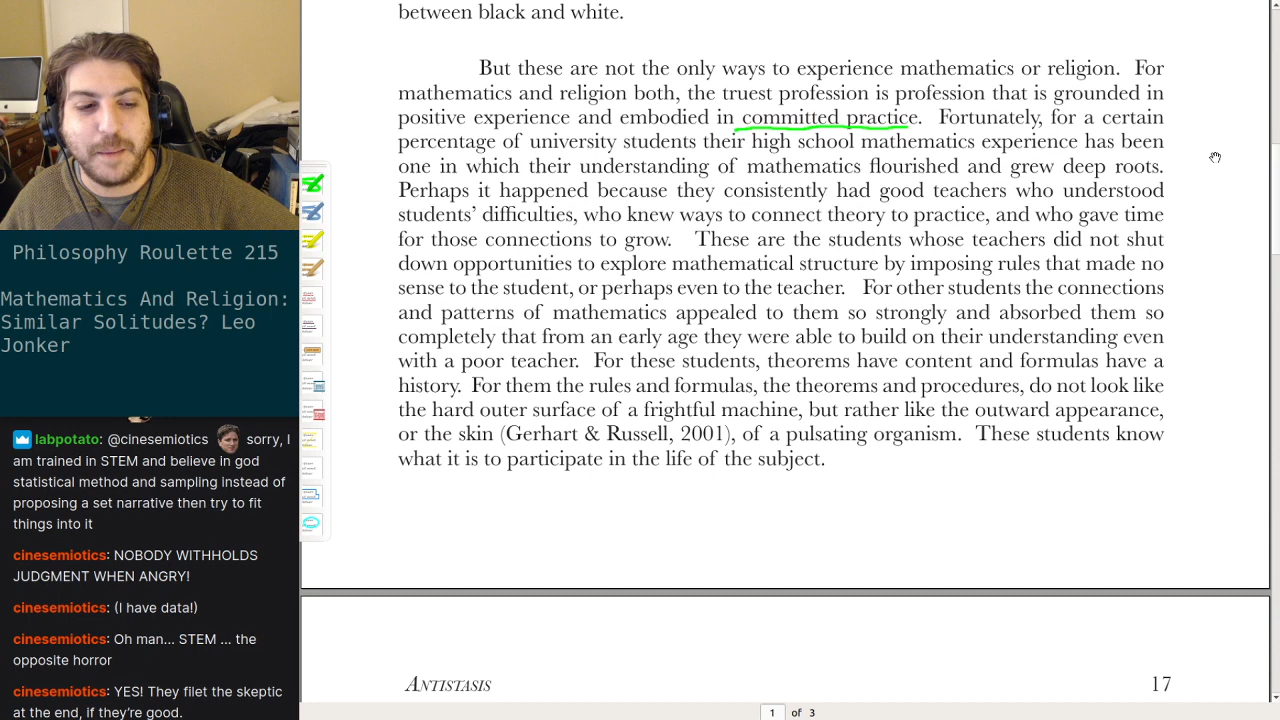 between black and white.
But these are not the only ways to experience mathematics or religion. For
mathematics and religion both, the truest profession is profession that is grounded in
positive experience and embodied in committed practice. Fortunately, for a certain
percentage of university students their high school mathematics experience has been
one in which their understanding of mathematics flourished and grew deep roots.
Perhaps it happened because they consistently had good teachers who understood
students' difficulties, who knew ways to connect theory to practice, and who gave time
for those connections to grow. These are the students whose teachers did not shut
down opportunities to explore mathematical structure by imposing rules that made no
sense to the student or perhaps even to the teacher. For other students the connections
and patterns of mathematics appealed to them so strongly and absorbed them so
completely that from an early age they were able to build on their understanding even
with a poor teacher. For these students, theorems have content and formulas have a
history. For them the rules and formulas, the theorems and procedures do not look like
the hard outer surface of an unhelpful machine, but rather like the outward appearance,
or the skin (Gerhart & Russell, 2001), of a pulsating organism. These students know
what it is to participate in the life of the subject.
ANTISTASIS
17
1 of 3
Philosophy Roulette 215
Mathematics And Religion:
Similar Solitudes? Leo
Jonker
labpotato: @cinesemiotics sorry, I
am trained in STEM and believe in god
statistical method and sampling instead of
proposing a set narrative then try to fit
things into it
cinesemiotics: NOBODY WITHHOLDS
JUDGMENT WHEN ANGRY!
cinesemiotics: (I have data!)
cinesemiotics: Oh man... STEM ... the
opposite horror
cinesemiotics: YES! They filet the skeptic
at the end, if they're good.